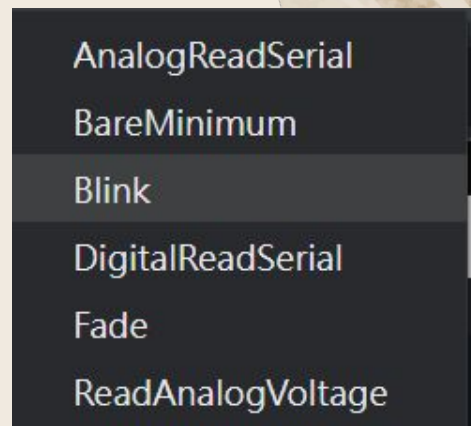 AnalogReadSerial
BareMinimum
Blink
DigitalReadSerial
Fade
ReadAnalogVoltage